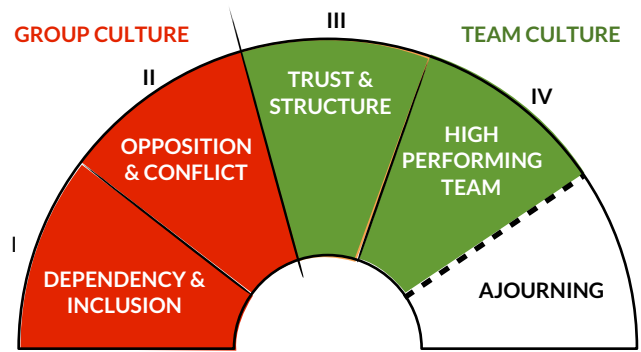 GROUP CULTURE
III
TEAM CULTURE
II
TRUST &
STRUCTURE
IV
OPPOSITION
& CONFLICT
HIGH
PERFORMING
TEAM
I
DEPENDENCY &
INCLUSION
AJOURNING